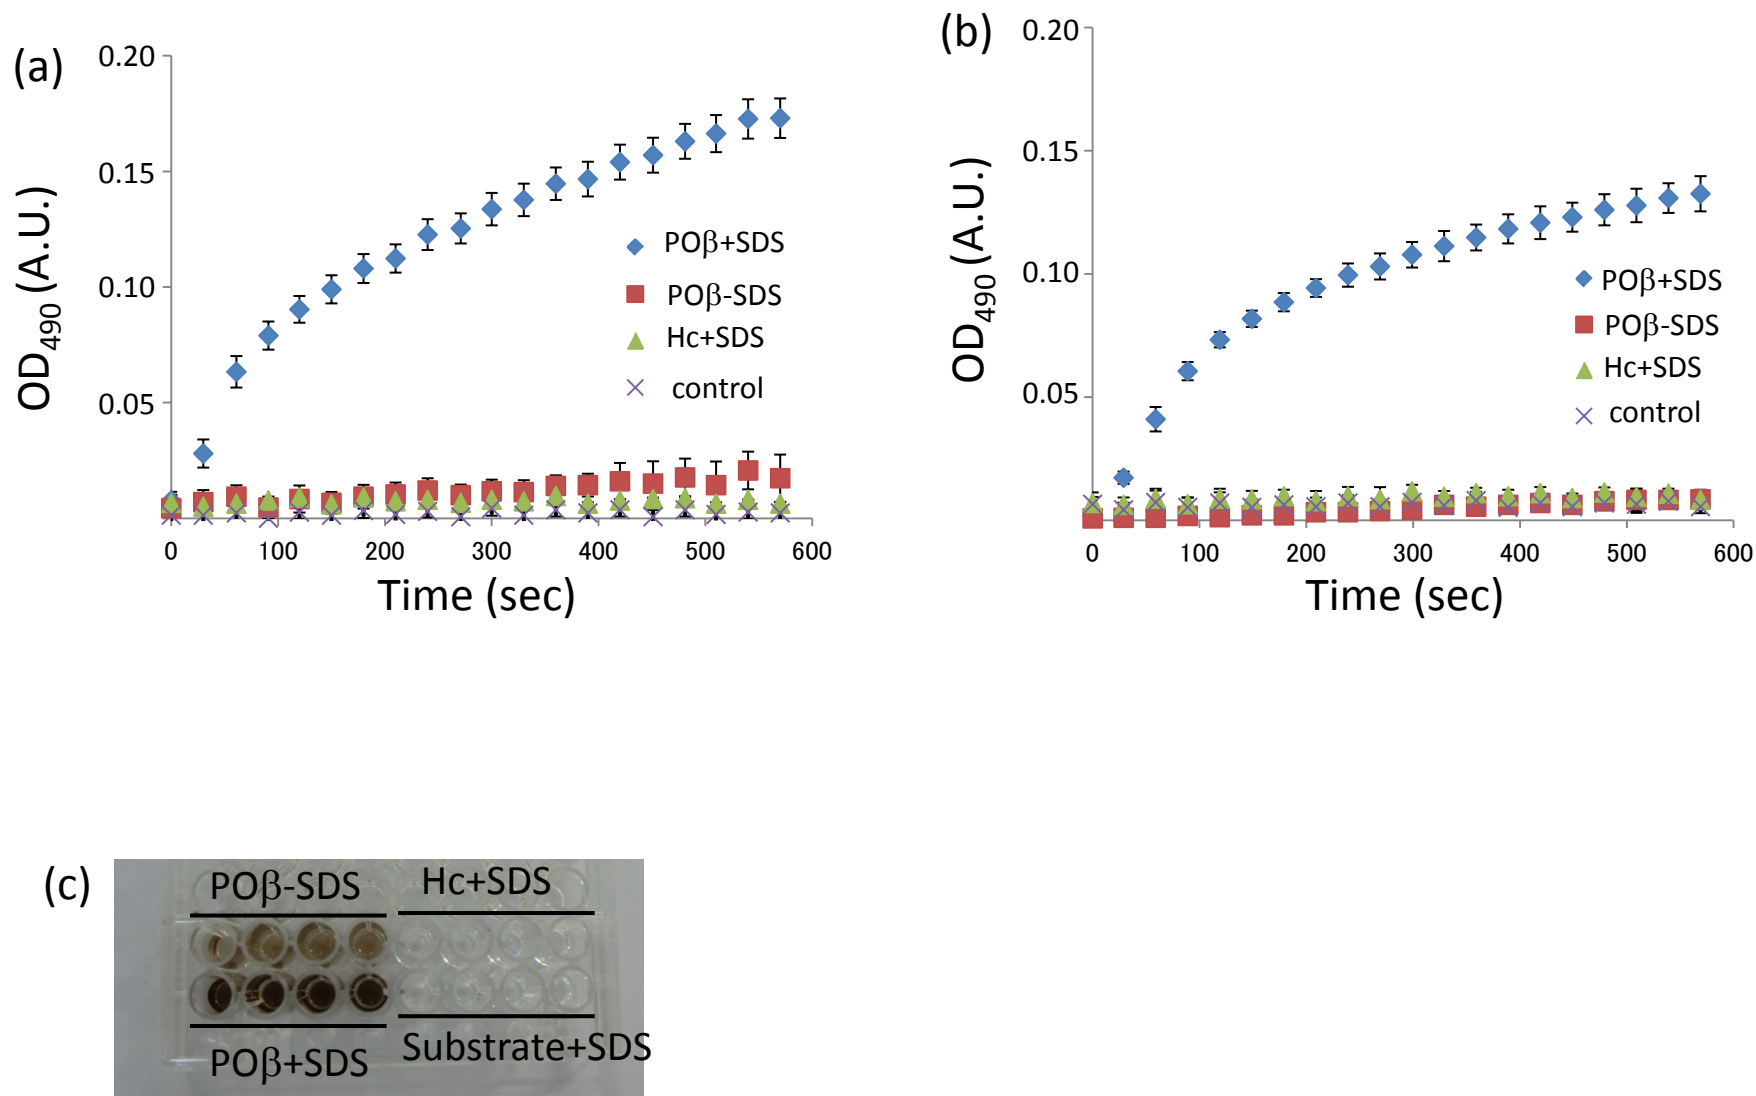 (a)
OD490 (A.U.)
0.20
0.15
0.10
0.05
0 100 200 300 400 500 600
Time (sec)
POβ+SDS
POβ-SDS
Hc+SDS
control
(b)
OD490 (A.U.)
0.20
0.15
0.10
0.05
0 100 200 300 400 500 600
Time (sec)
POβ+SDS
POβ-SDS
Hc+SDS
control
(c)
POβ-SDS Hc+SDS
POβ+SDS Substrate+SDS